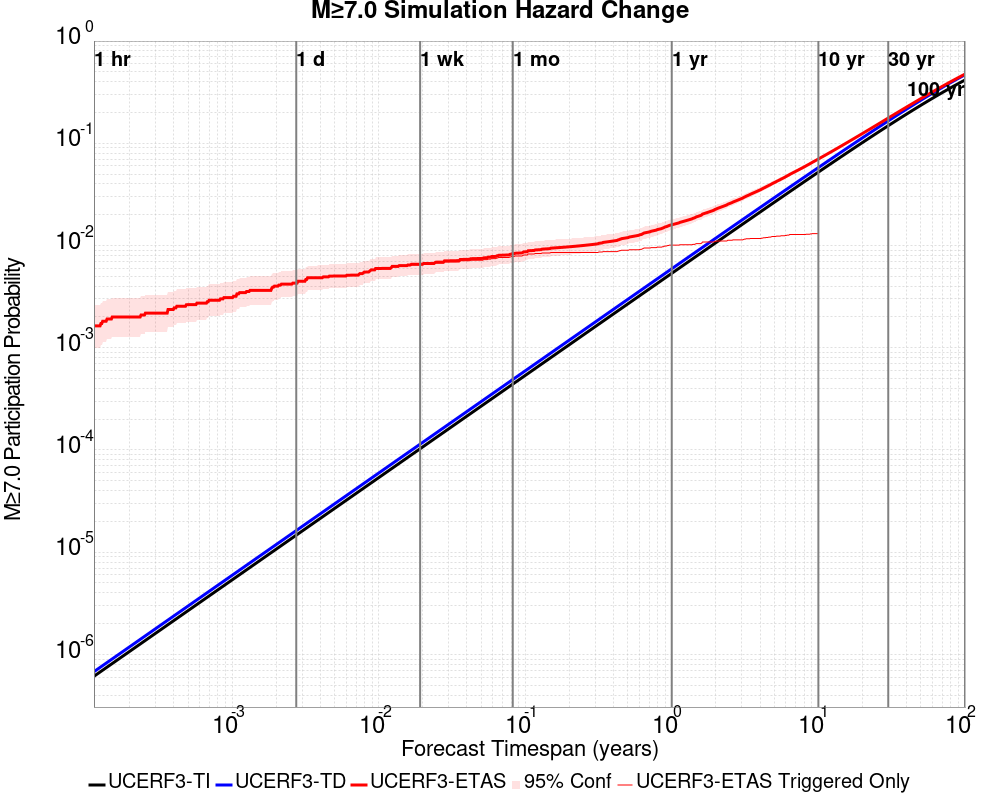 M≥7.0 Simulation Hazard Change
1 hr 1 d 1 wk 1 mo 1 yr 10 yr 30 yr 100 yr
M≥7.0 Participation Probability
10^0
10^-1
10^-2
10^-3
10^-4
10^-5
10^-6
10^-3 10^-2 10^-1 10^0 10^1 10^2
Forecast Timespan (years)
UCERF3-TI UCERF3-TD UCERF3-ETAS 95% Conf UCERF3-ETAS Triggered Only